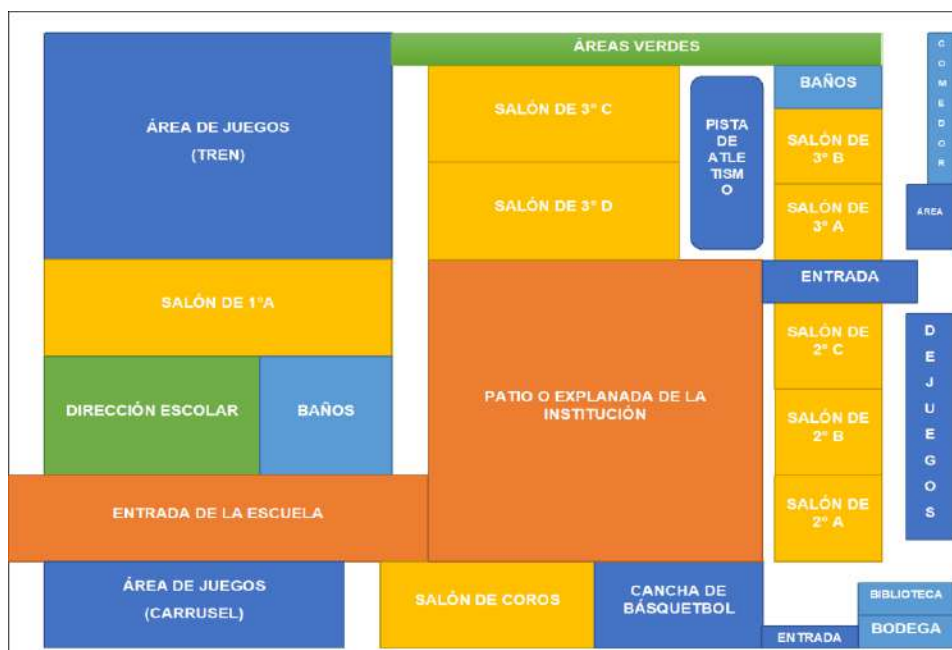 ÁREAS VERDES
ÁREA DE JUEGOS
(TREN)
SALÓN DE 3° C
SALÓN DE 3° D
PISTA
DE
ATLE
TISM
O
BAÑOS
SALÓN DE
3° B
SALÓN DE
3° A
C
O
M
E
D
O
R
ÁREA
ENTRADA
SALÓN DE 1°A
DIRECCIÓN ESCOLAR
BAÑOS
PATIO O EXPLANADA DE LA
INSTITUCIÓN
SALÓN DE
2° C
SALÓN DE
2° B
SALÓN DE
2° A
D
E
J
U
E
G
O
S
ENTRADA DE LA ESCUELA
ÁREA DE JUEGOS
(CARRUSEL)
SALÓN DE COROS
CANCHA DE
BÁSQUETBOL
ENTRADA
BIBLIOTECA
BODEGA